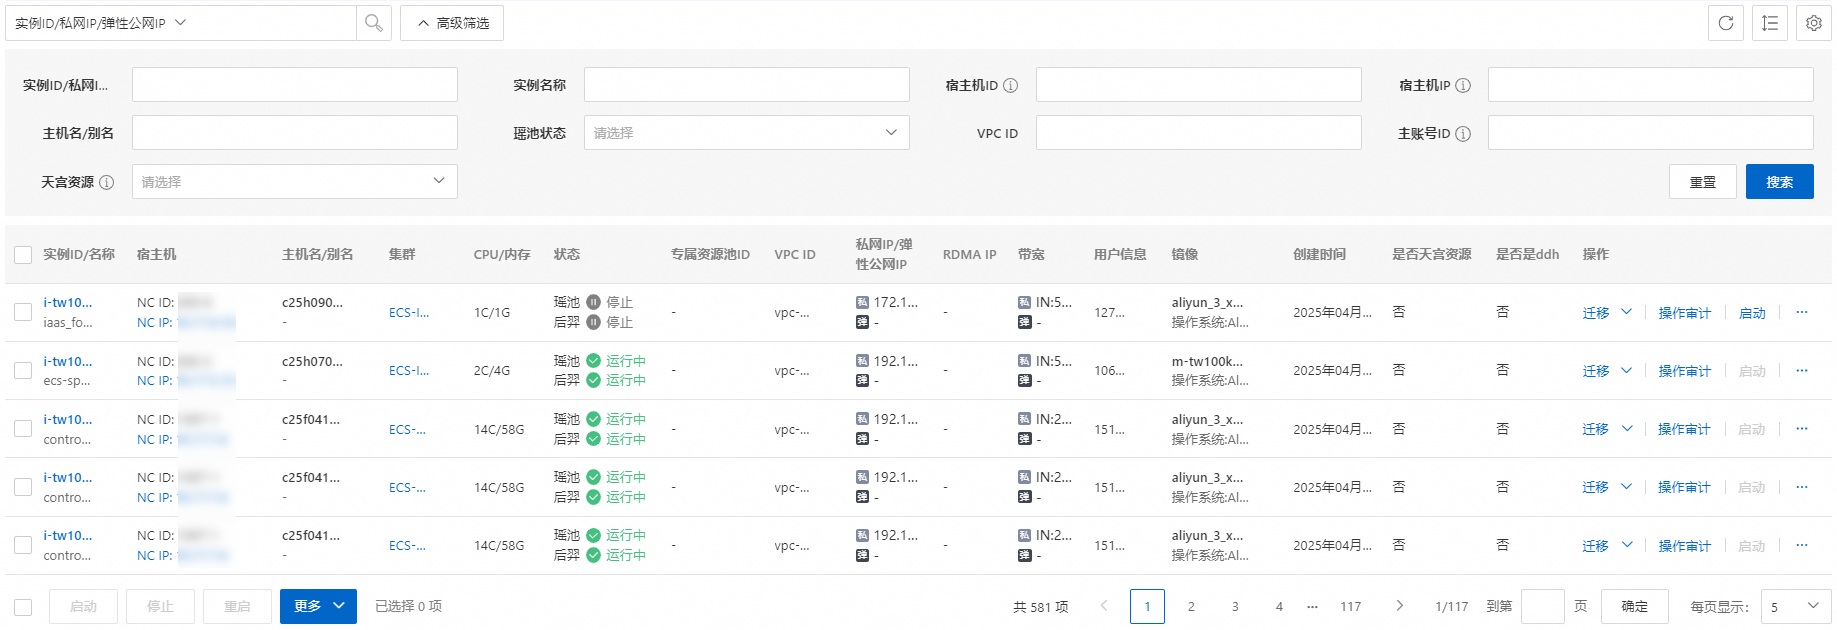 实例ID/私网IP/弹性公网IP
高级筛选
实例ID/私网I...
实例名称
宿主机ID
宿主机IP
主机名/别名
瑶池状态 请选择
VPC ID
主账号ID
天宫资源 请选择
重置 搜索
实例ID/名称 宿主机 主机名/别名 集群 CPU/内存 状态 专属资源池ID VPC ID 私网IP/弹性公网IP RDMA IP 带宽 用户信息 镜像 创建时间 是否天宫资源 是否是ddh 操作
i-tw10... NC ID: c25h090... 瑶池 停止 私 172.1... 私 IN:5... aliyun_3_x...
iaas_fo... NC IP: - ECS-I... 1C/1G 后羿 停止 - vpc-... 弹 - - 弹 - 127... 操作系统:Al... 2025年04月... 否 否 迁移 操作审计 启动 ...
i-tw10... NC ID: c25h070... 瑶池 运行中 私 192.1... 私 IN:5... m-tw100k...
ecs-sp... NC IP: - ECS-I... 2C/4G 后羿 运行中 - vpc-... 弹 - - 弹 - 106... 操作系统:Al... 2025年04月... 否 否 迁移 操作审计 启动 ...
i-tw10... NC ID: c25f041... 瑶池 运行中 私 192.1... 私 IN:2... aliyun_3_x...
contro... NC IP: - ECS-... 14C/58G 后羿 运行中 - vpc-... 弹 - - 弹 - 151... 操作系统:Al... 2025年04月... 否 否 迁移 操作审计 启动 ...
i-tw10... NC ID: c25f041... 瑶池 运行中 私 192.1... 私 IN:2... aliyun_3_x...
contro... NC IP: - ECS-... 14C/58G 后羿 运行中 - vpc-... 弹 - - 弹 - 151... 操作系统:Al... 2025年04月... 否 否 迁移 操作审计 启动 ...
i-tw10... NC ID: c25f041... 瑶池 运行中 私 192.1... 私 IN:2... aliyun_3_x...
contro... NC IP: - ECS-... 14C/58G 后羿 运行中 - vpc-... 弹 - - 弹 - 151... 操作系统:Al... 2025年04月... 否 否 迁移 操作审计 启动 ...
启动 停止 重启 更多 已选择 0 项 共 581 项 1 2 3 4 ... 117 1/117 到第 页 确定 每页显示: 5